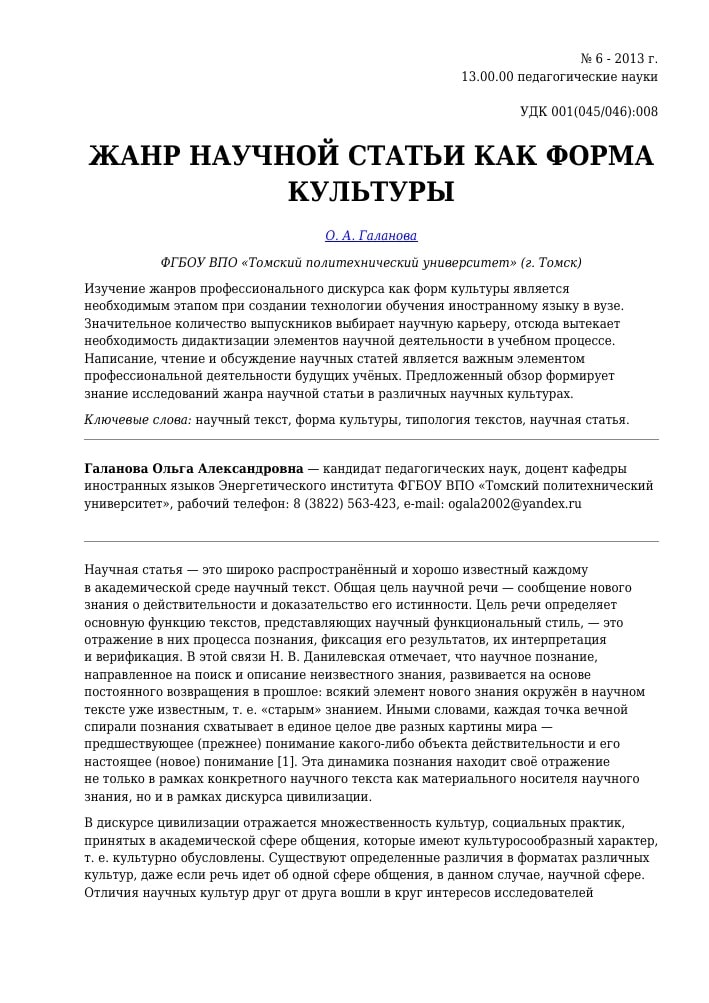 № 6 - 2013 г.
13.00.00 педагогические науки
УДК 001(045/046):008
ЖАНР НАУЧНОЙ СТАТЬИ КАК ФОРМА
КУЛЬТУРЫ
О. А. Галанова
ФГБОУ ВПО «Томский политехнический университет» (г. Томск)
Изучение жанров профессионального дискурса как форм культуры является
необходимым этапом при создании технологии обучения иностранному языку в вузе.
Значительное количество выпускников выбирает научную карьеру, отсюда вытекает
необходимость дидактизации элементов научной деятельности в учебном процессе.
Написание, чтение и обсуждение научных статей является важным элементом
профессиональной деятельности будущих учёных. Предложенный обзор формирует
знание исследований жанра научной статьи в различных научных культурах.
Ключевые слова: научный текст, форма культуры, типология текстов, научная статья.
Галанова Ольга Александровна — кандидат педагогических наук, доцент кафедры
иностранных языков Энергетического института ФГБОУ ВПО «Томский политехнический
университет», рабочий телефон: 8 (3822) 563-423, e-mail: ogala2002@yandex.ru
Научная статья — это широко распространённый и хорошо известный каждому
в академической среде научный текст. Общая цель научной речи — сообщение нового
знания о действительности и доказательство его истинности. Цель речи определяет
основную функцию текстов, представляющих научный функциональный стиль, — это
отражение в них процесса познания, фиксация его результатов, их интерпретация
и верификация. В этой связи Н. В. Данилевская отмечает, что научное познание,
направленное на поиск и описание неизвестного знания, развивается на основе
постоянного возвращения в прошлое: всякий элемент нового знания окружён в научном
тексте уже известным, т. е. «старым» знанием. Иными словами, каждая точка вечной
спирали познания схватывает в единое целое две разных картины мира —
предшествующее (прежнее) понимание какого-либо объекта действительности и его
настоящее (новое) понимание [1]. Эта динамика познания находит своё отражение
не только в рамках конкретного научного текста как материального носителя научного
знания, но и в рамках дискурса цивилизации.
В дискурсе цивилизации отражается множественность культур, социальных практик,
принятых в академической сфере общения, которые имеют культуросообразный характер,
т. е. культурно обусловлены. Существуют определенные различия в форматах различных
культур, даже если речь идет об одной сфере общения, в данном случае, научной сфере.
Отличия научных культур друг от друга вошли в круг интересов исследователей